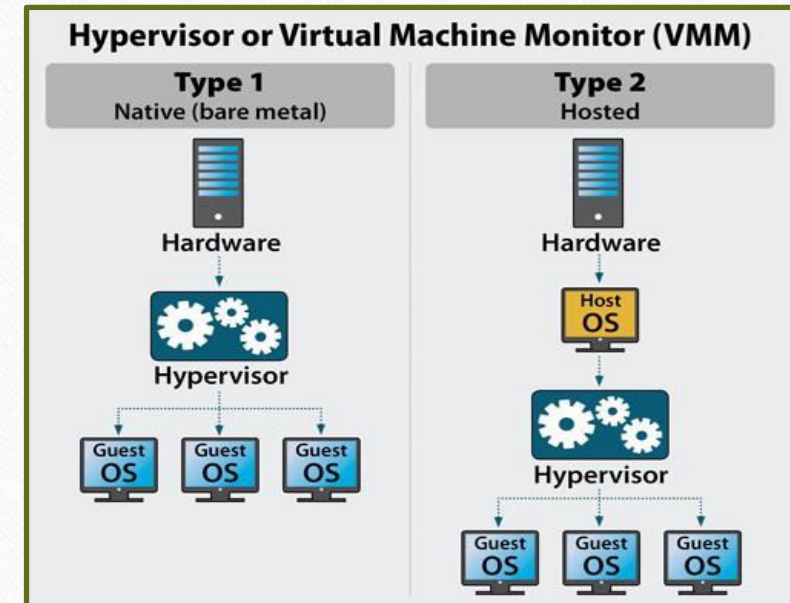 Hypervisor or Virtual Machine Monitor (VMM)
Type 1
Native (bare metal)
Hardware
Hypervisor
Guest
OS
Guest
OS
Guest
OS
Type 2
Hosted
Hardware
Host
OS
Hypervisor
Guest
OS
Guest
OS
Guest
OS